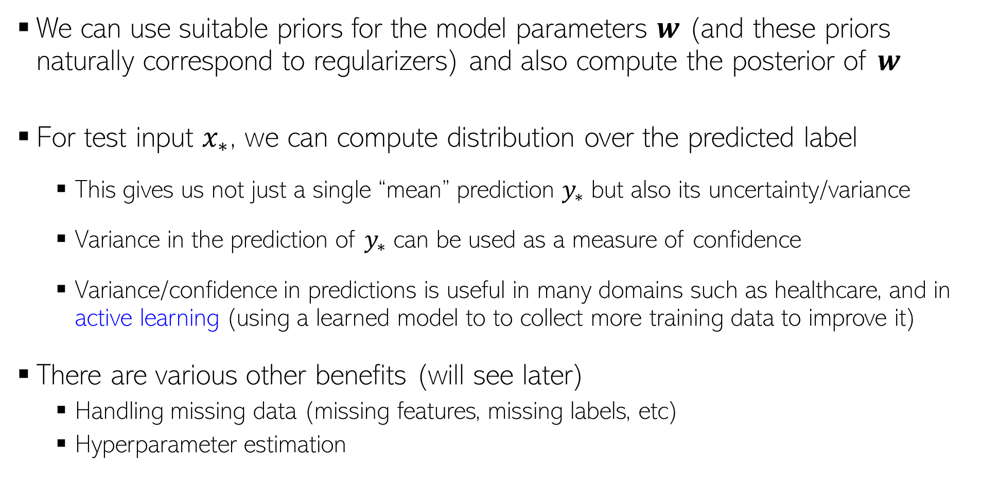 ▪ We can use suitable priors for the model parameters w (and these priors
naturally correspond to regularizers) and also compute the posterior of w
▪ For test input x∗, we can compute distribution over the predicted label
▪ This gives us not just a single “mean” prediction y∗ but also its uncertainty/variance
▪ Variance in the prediction of y∗ can be used as a measure of confidence
▪ Variance/confidence in predictions is useful in many domains such as healthcare, and in
active learning (using a learned model to to collect more training data to improve it)
▪ There are various other benefits (will see later)
▪ Handling missing data (missing features, missing labels, etc)
▪ Hyperparameter estimation